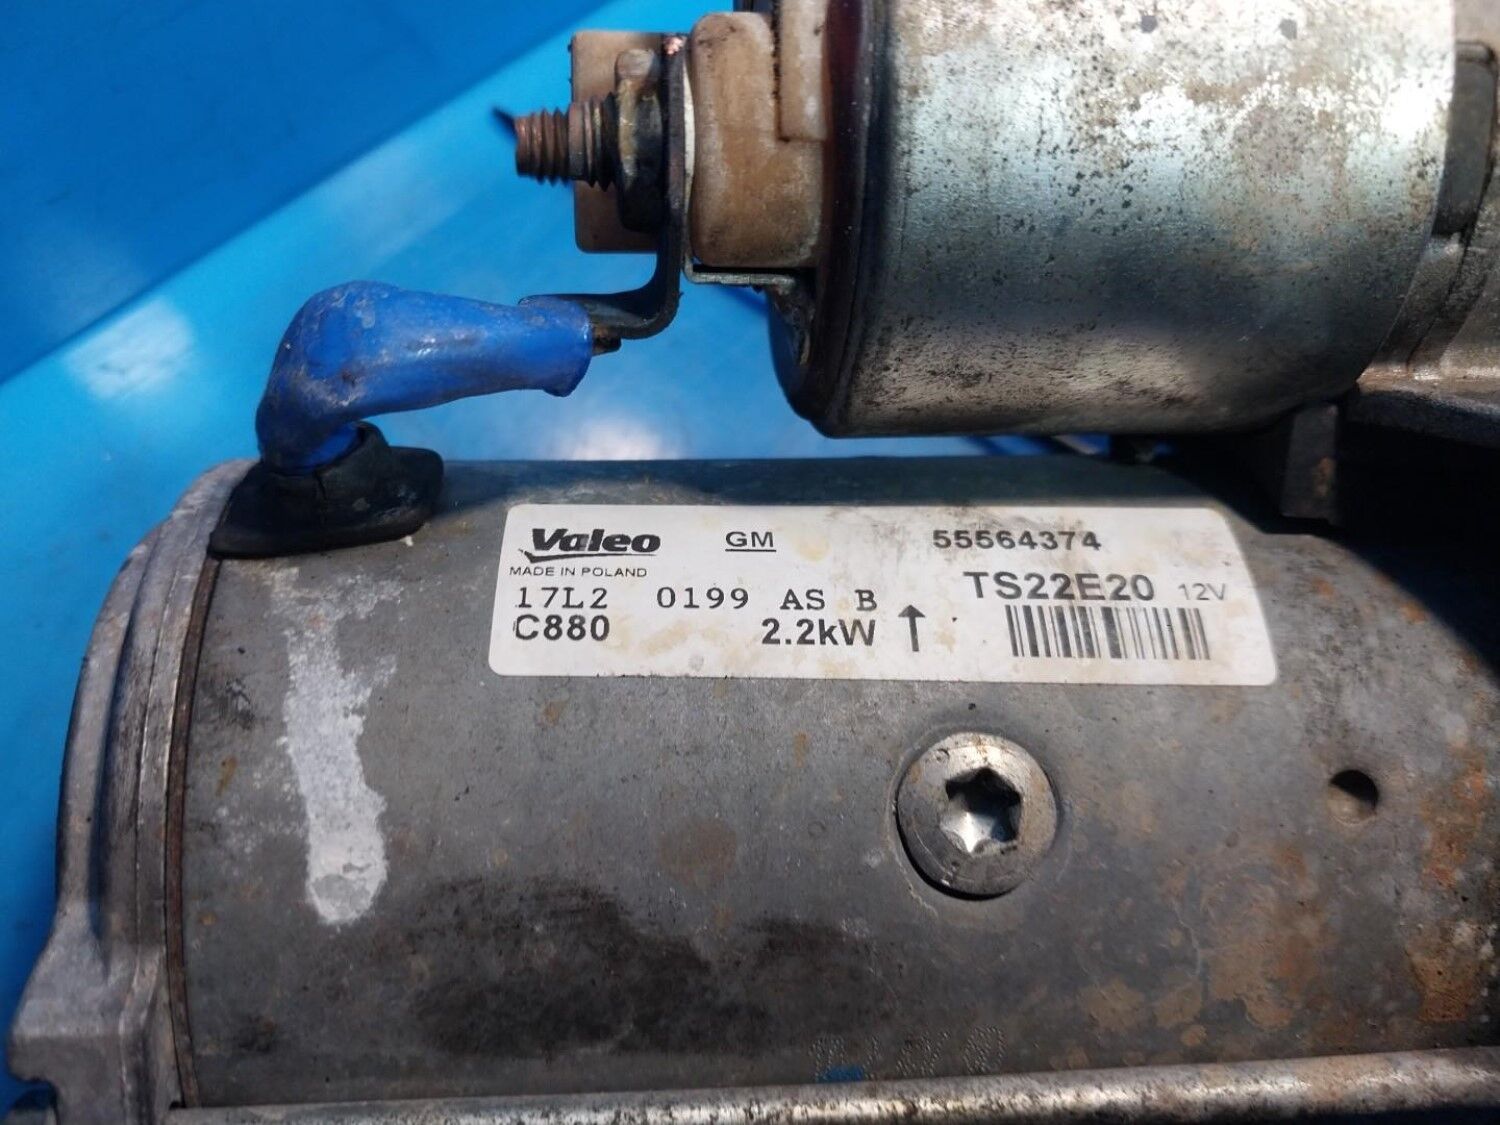 Valeo GM 55564374
MADE IN POLAND
17L2 0199 AS B TS22E20 12V
C880 2.2kW ↑